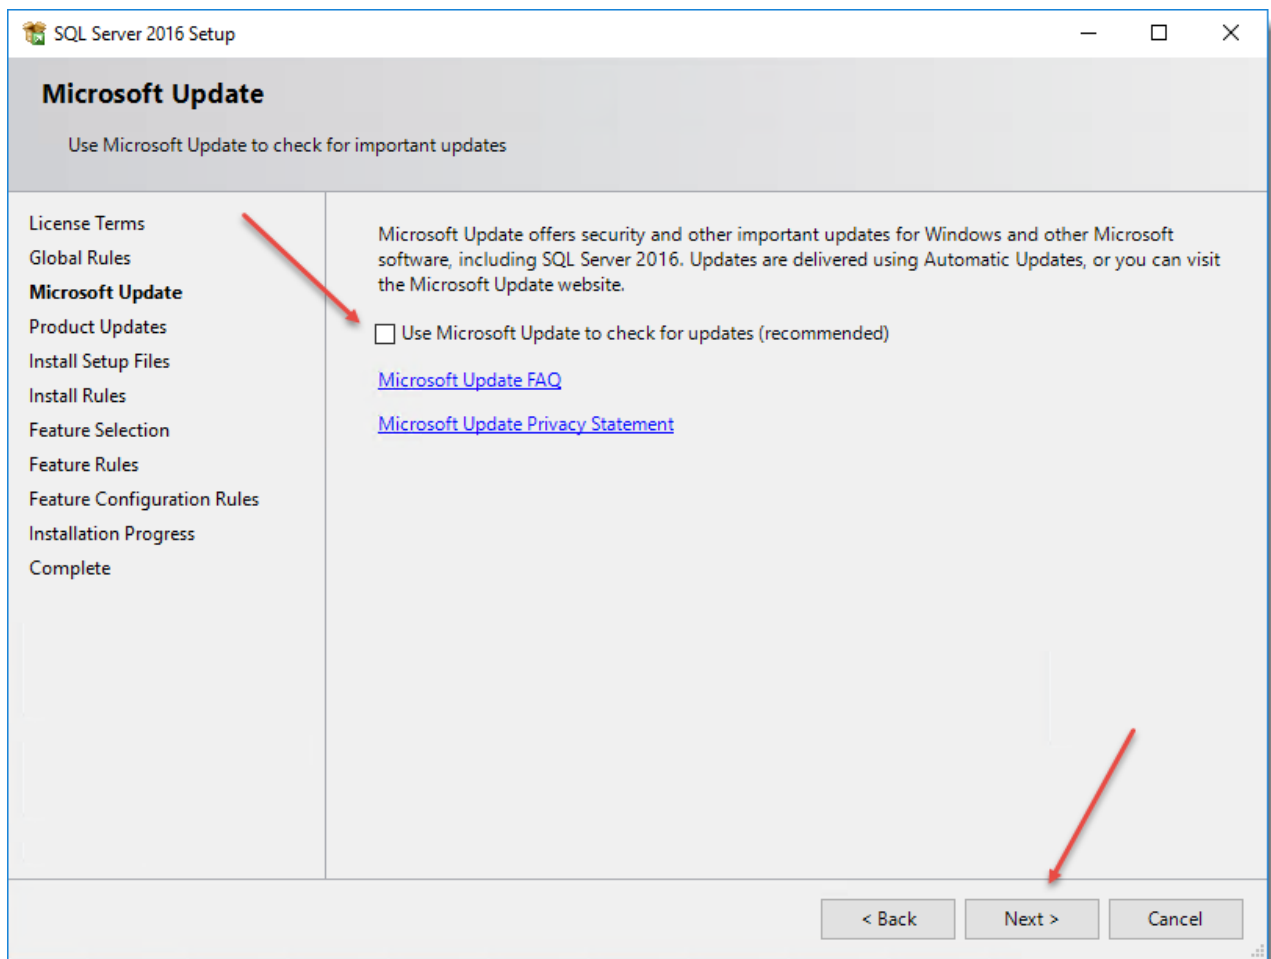 SQL Server 2016 Setup
Microsoft Update
Use Microsoft Update to check for important updates
License Terms
Global Rules
Microsoft Update
Product Updates
Install Setup Files
Install Rules
Feature Selection
Feature Rules
Feature Configuration Rules
Installation Progress
Complete
Microsoft Update offers security and other important updates for Windows and other Microsoft
software, including SQL Server 2016. Updates are delivered using Automatic Updates, or you can visit
the Microsoft Update website.
Use Microsoft Update to check for updates (recommended)
Microsoft Update FAQ
Microsoft Update Privacy Statement
< Back
Next >
Cancel